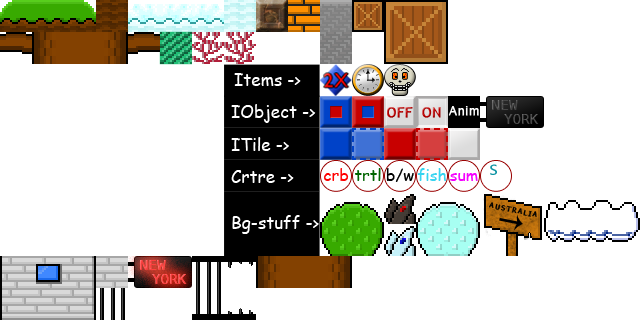 Items -> 2X
IObject -> OFF ON Anim NEW YORK
ITile ->
Crtre -> crb trtl b/w fish sum S
Bg-stuff -> AUSTRALIA
NEW
YORK